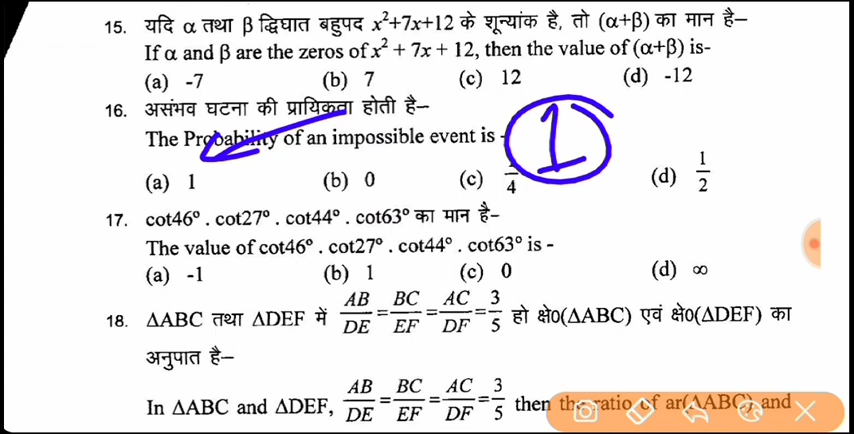 15. यदि α तथा β द्विघात बहुपद x²+7x+12 के शून्यांक है, तो (α+β) का मान है–
If α and β are the zeros of x² + 7x + 12, then the value of (α+β) is-
(a) -7 (b) 7 (c) 12 (d) -12
16. असंभव घटना की प्रायिकता होती है–
The Probability of an impossible event is - 1
(a) 1 (b) 0 (c) 1/4 (d) 1/2
17. cot46° . cot27° . cot44° . cot63° का मान है–
The value of cot46° . cot27° . cot44° . cot63° is -
(a) -1 (b) 1 (c) 0 (d) ∞
18. ΔABC तथा ΔDEF में AB/DE = BC/EF = AC/DF = 3/5 हो क्षे0(ΔABC) एवं क्षे0(ΔDEF) का
अनुपात है–
In ΔABC and ΔDEF, AB/DE = BC/EF = AC/DF = 3/5 then the ratio of ar(ΔABC) and